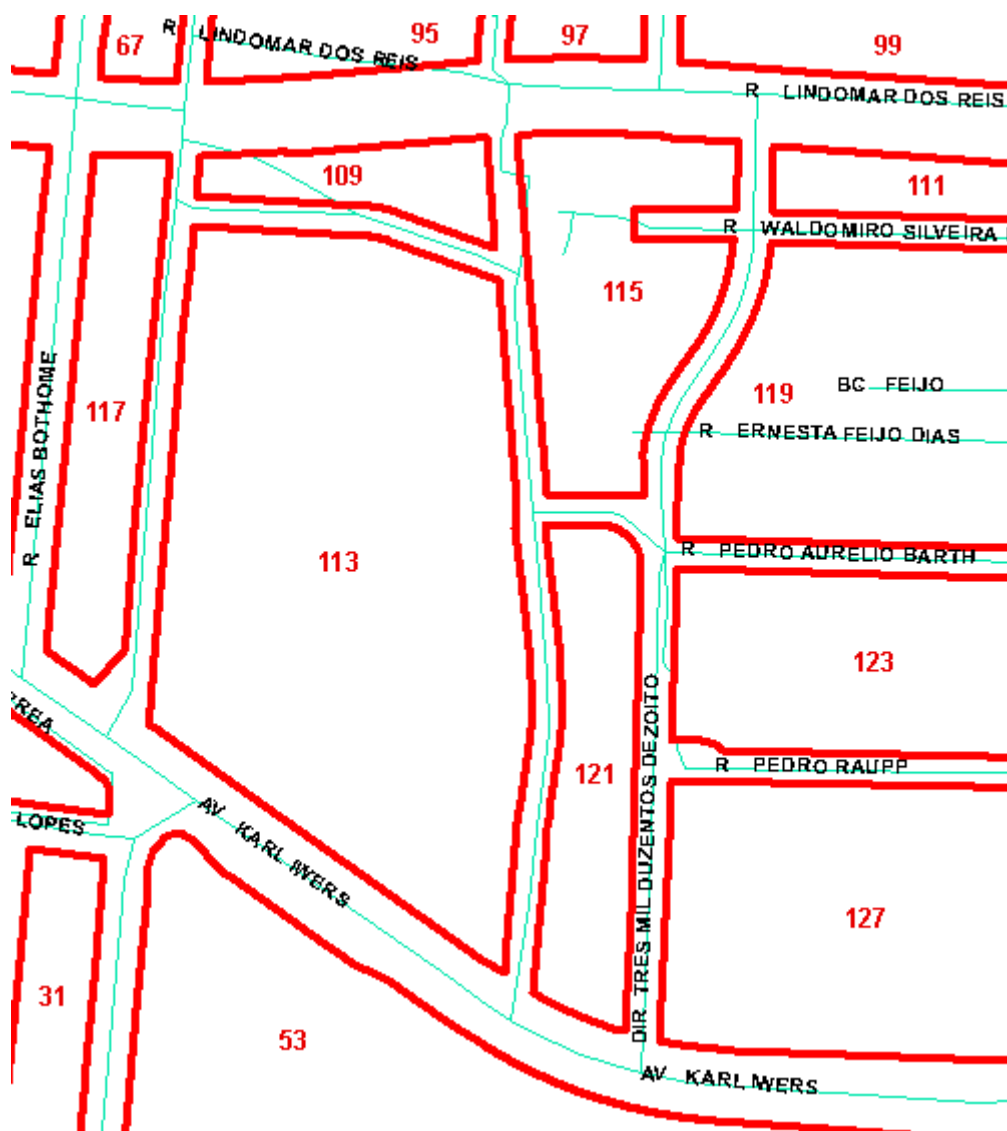 67
R LINDOMAR DOS REIS
95
97
99
R LINDOMAR DOS REIS
109
111
R WALDOMIRO SILVEIRA
115
R ELIAS BOTHOME
117
119
BC FEIJO
R ERNESTA FEIJO DIAS
113
R PEDRO AURELIO BARTH
123
RREA
DIR. TRES MIL DUZENTOS DEZOITO
121
R PEDRO RAUPP
LOPES
AV KARL IWERS
127
31
53
AV KARL IWERS